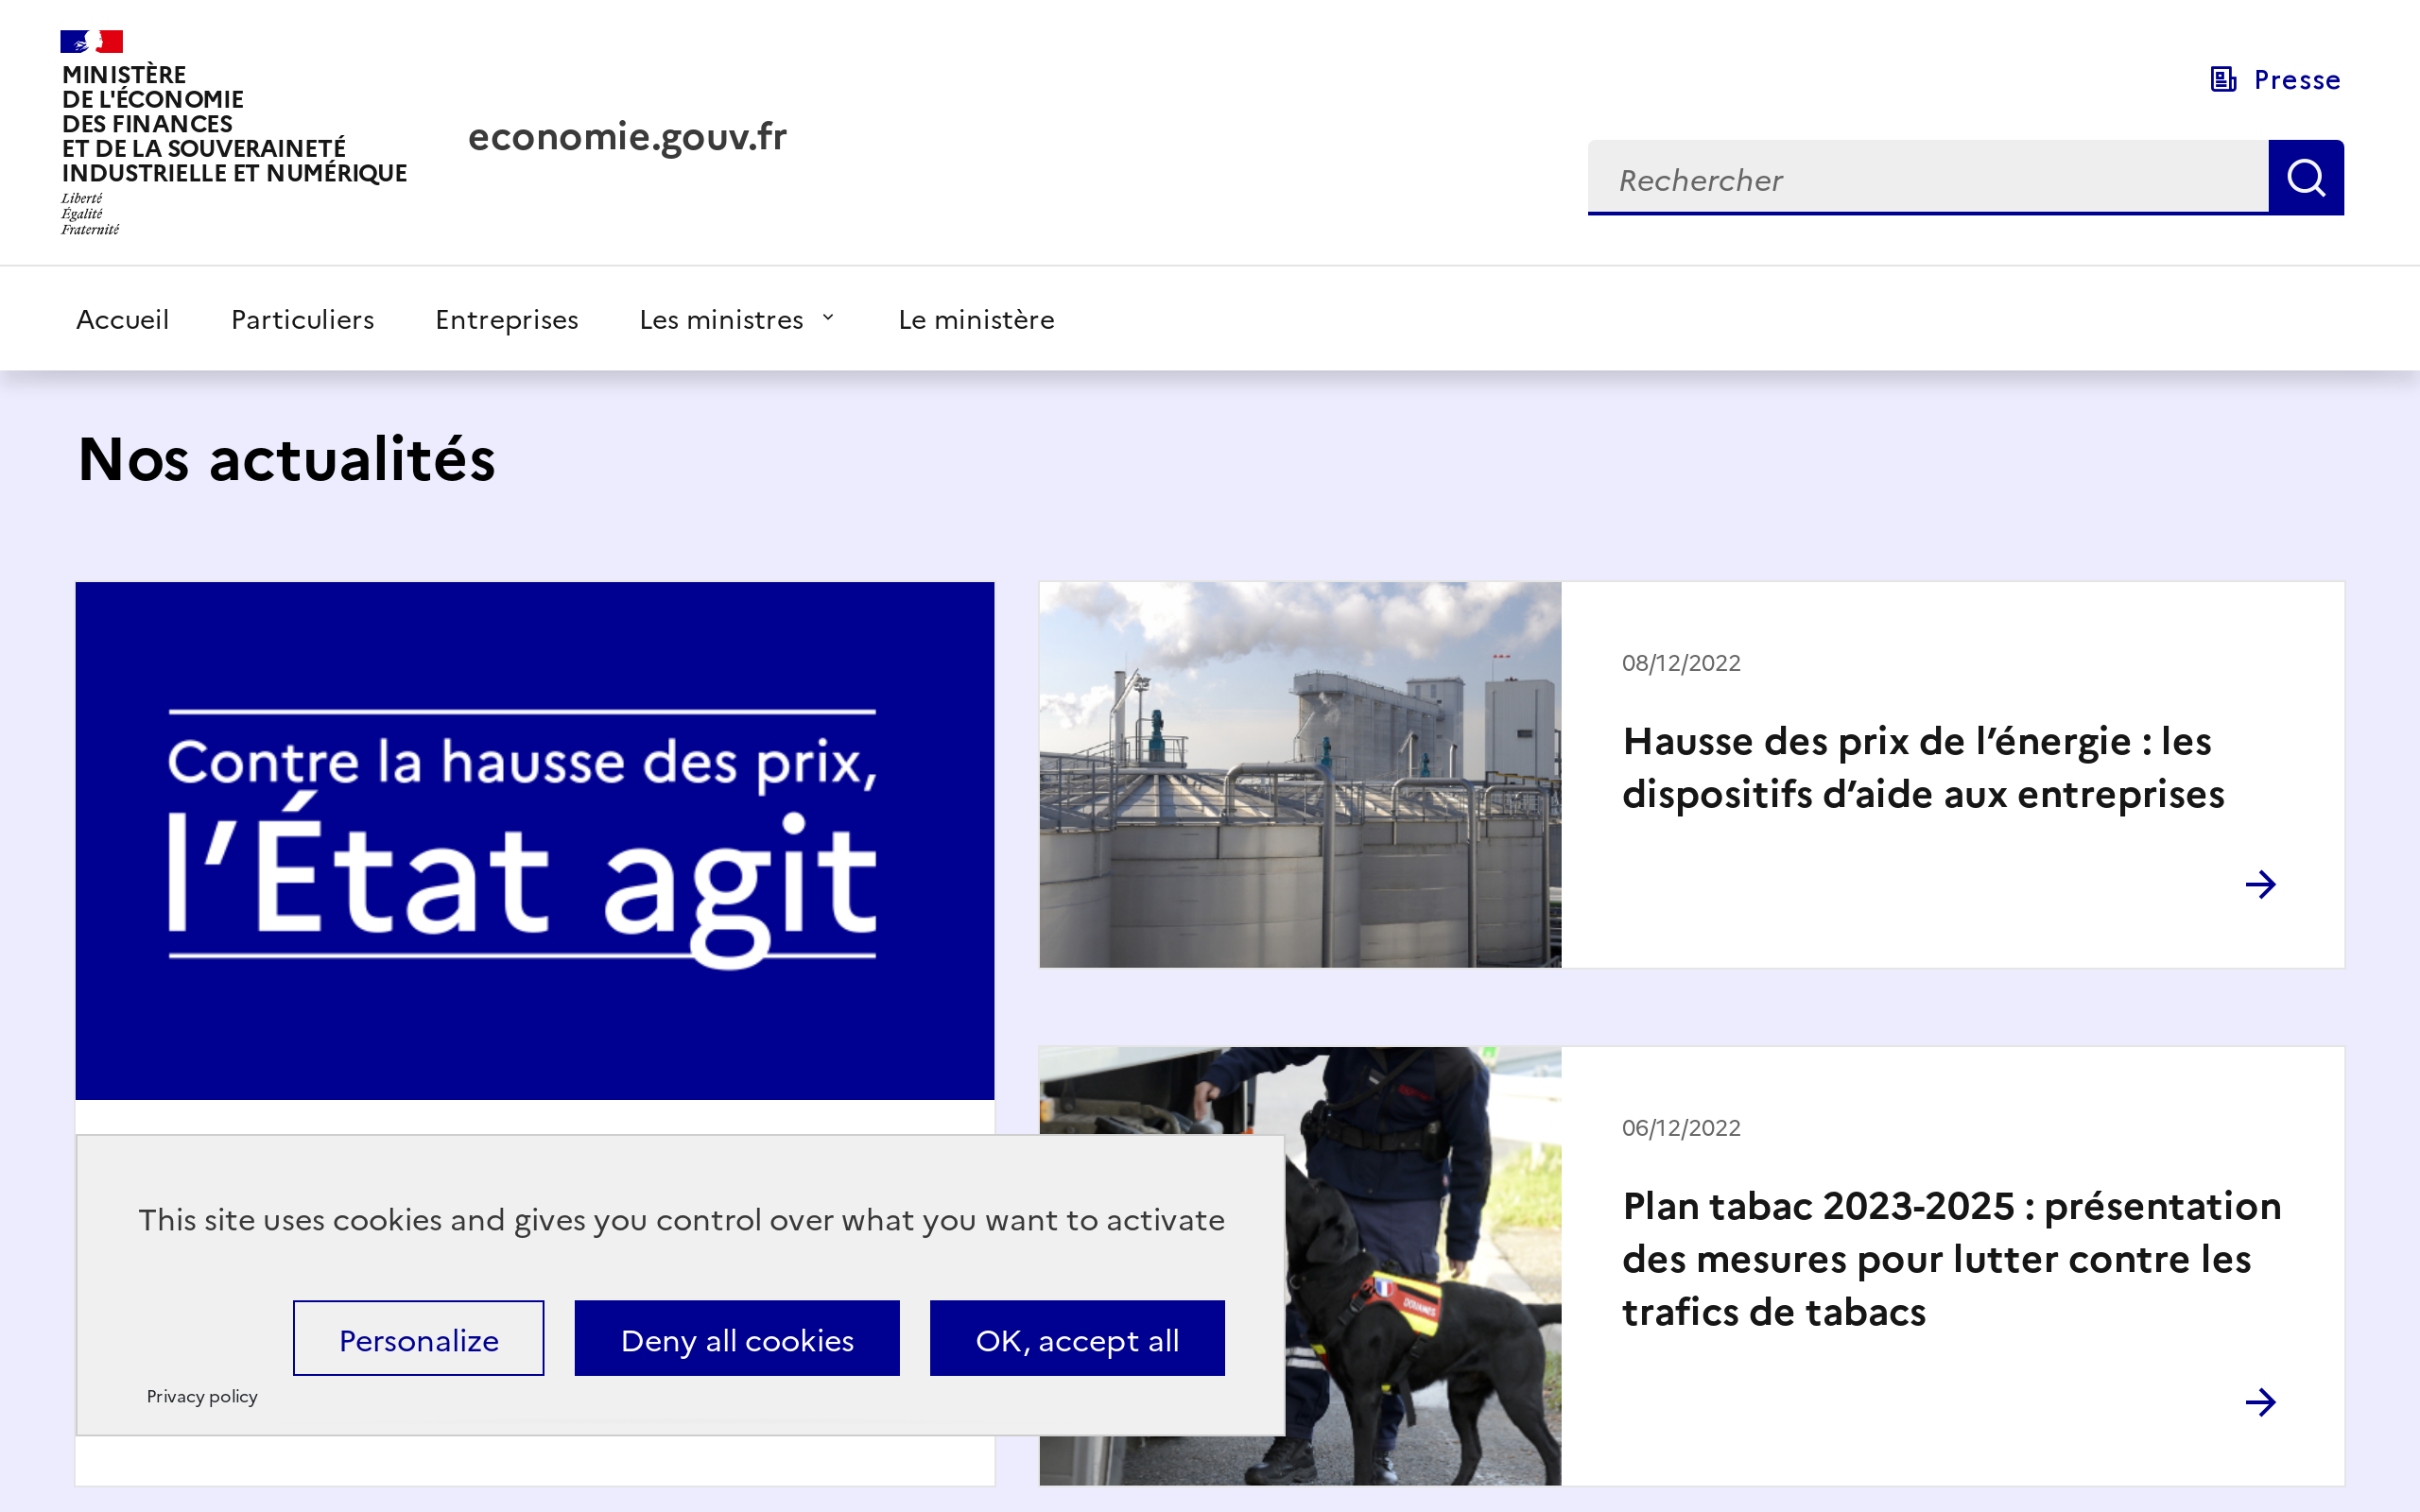 MINISTÈRE
DE L'ÉCONOMIE
DES FINANCES
ET DE LA SOUVERAINETÉ
INDUSTRIELLE ET NUMÉRIQUE
Liberté
Égalité
Fraternité
economie.gouv.fr
Presse
Rechercher
Accueil
Particuliers
Entreprises
Les ministres
Le ministère
Nos actualités
Contre la hausse des prix,
l’État agit
08/12/2022
Hausse des prix de l’énergie : les
dispositifs d’aide aux entreprises
06/12/2022
Plan tabac 2023-2025 : présentation
des mesures pour lutter contre les
trafics de tabacs
DOUANES
This site uses cookies and gives you control over what you want to activate
Personalize
Deny all cookies
OK, accept all
Privacy policy